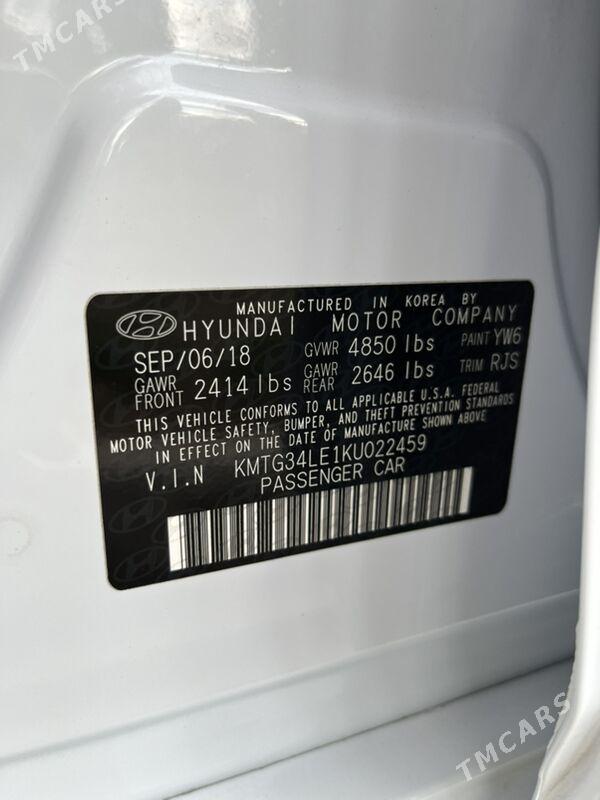 TMCARS
MANUFACTURED IN KOREA BY
HYUNDAI MOTOR COMPANY
SEP/06/18 GVWR 4850 lbs PAINT YW6
GAWR FRONT 2414 lbs GAWR REAR 2646 lbs TRIM RJS
THIS VEHICLE CONFORMS TO ALL APPLICABLE U.S.A. FEDERAL
MOTOR VEHICLE SAFETY, BUMPER, AND THEFT PREVENTION STANDARDS
IN EFFECT ON THE DATE OF MANUFACTURE SHOWN ABOVE.
V.I.N KMTG34LE1KU022459
PASSENGER CAR
TMCARS